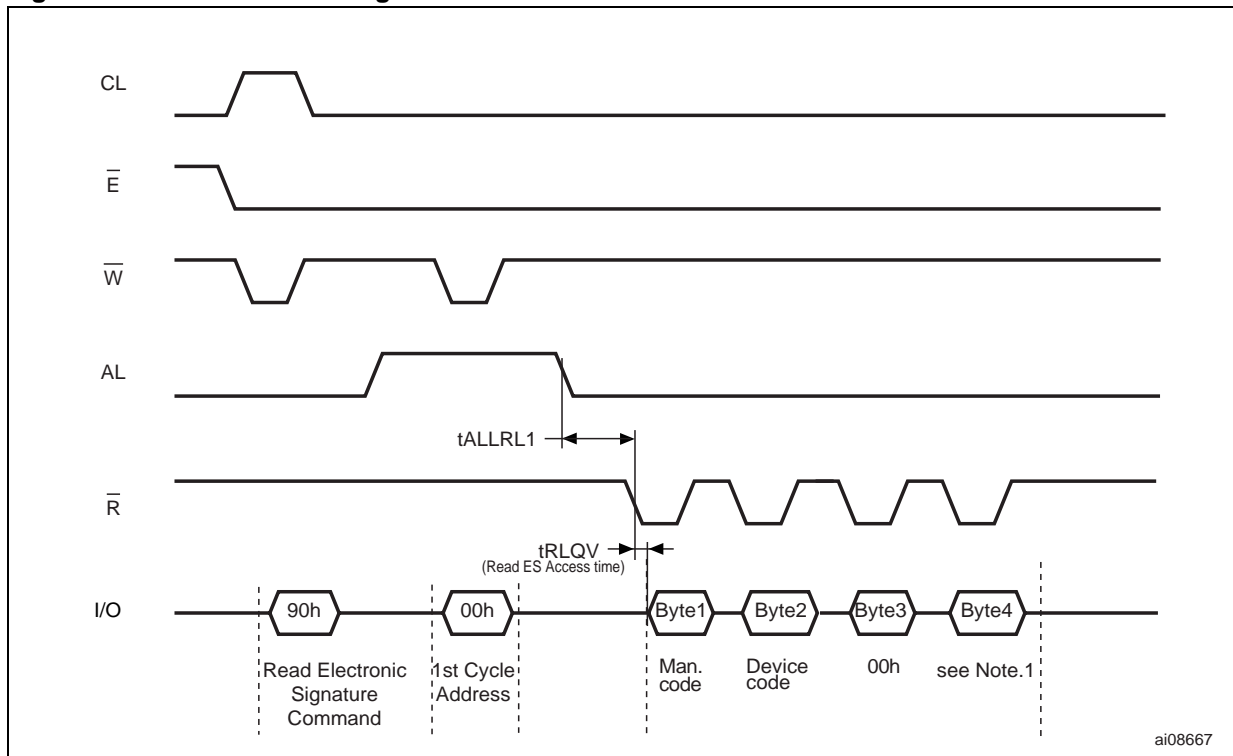 CL
E
W
AL
tALLRL1
R
tRLQV
(Read ES Access time)
I/O
90h
00h
Byte1
Byte2
Byte3
Byte4
Read Electronic
Signature
Command
1st Cycle
Address
Man.
code
Device
code
00h
see Note.1
ai08667